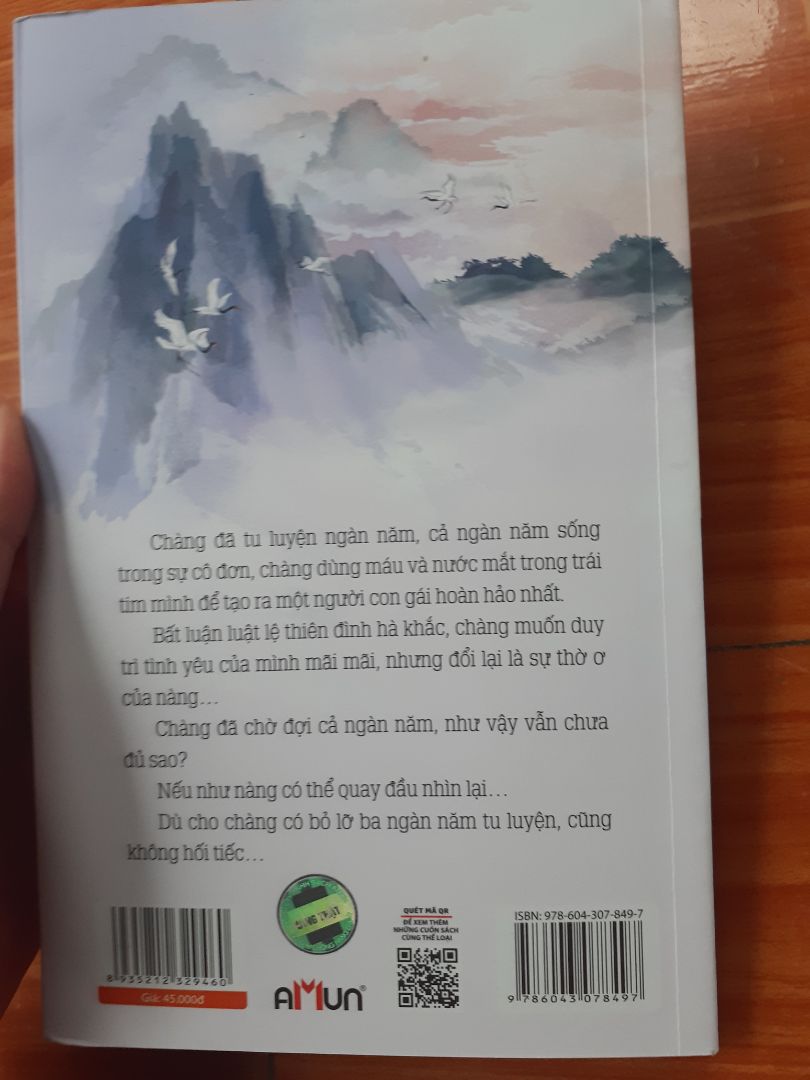 Chàng đã tu luyện ngàn năm, cả ngàn năm sống
trong sự cô đơn, chàng dùng máu và nước mắt trong trái
tim mình để tạo ra một người con gái hoàn hảo nhất.
Bất luận luật lệ thiên đình hà khắc, chàng muốn duy
trì tình yêu của mình mãi mãi, nhưng đổi lại là sự thờ ơ
của nàng...
Chàng đã chờ đợi cả ngàn năm, như vậy vẫn chưa
đủ sao?
Nếu như nàng có thể quay đầu nhìn lại...
Dù cho chàng có bỏ lỡ ba ngàn năm tu luyện, cũng
không hối tiếc...
8 935212 329460
Giá: 45.000đ
AMUN®
QUÉT MÃ QR
ĐỂ XEM THÊM
NHỮNG CUỐN SÁCH
CÙNG THỂ LOẠI
ISBN: 978-604-307-849-7
9 786043 078497